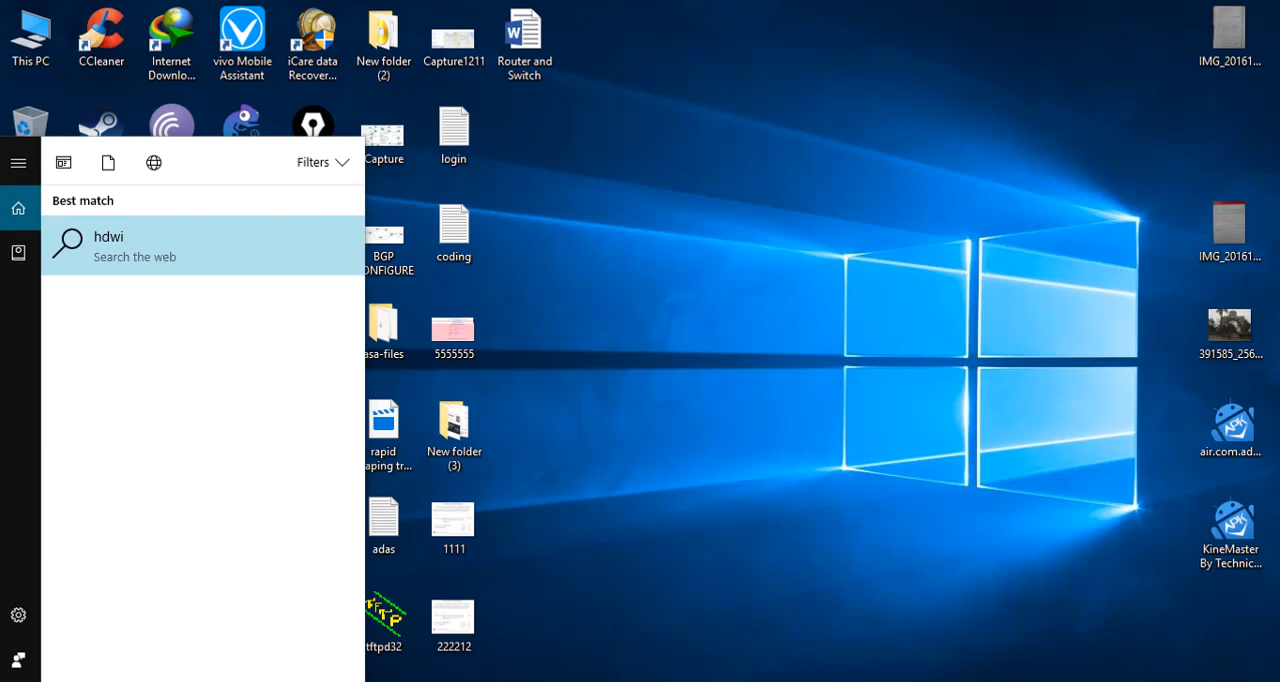 This PC
CCleaner
Internet
Downlo...
vivo Mobile
Assistant
iCare data
Recover...
New folder
(2)
Capture1211
Router and
Switch
IMG_20161...
Filters
Best match
hdwi
Search the web
Capture
login
BGP
ONFIGURE
coding
IMG_20161...
asa-files
5555555
391585_256...
rapid
aping tr...
New folder
(3)
air.com.ad...
adas
1111
KineMaster
By Technic...
tftpd32
222212